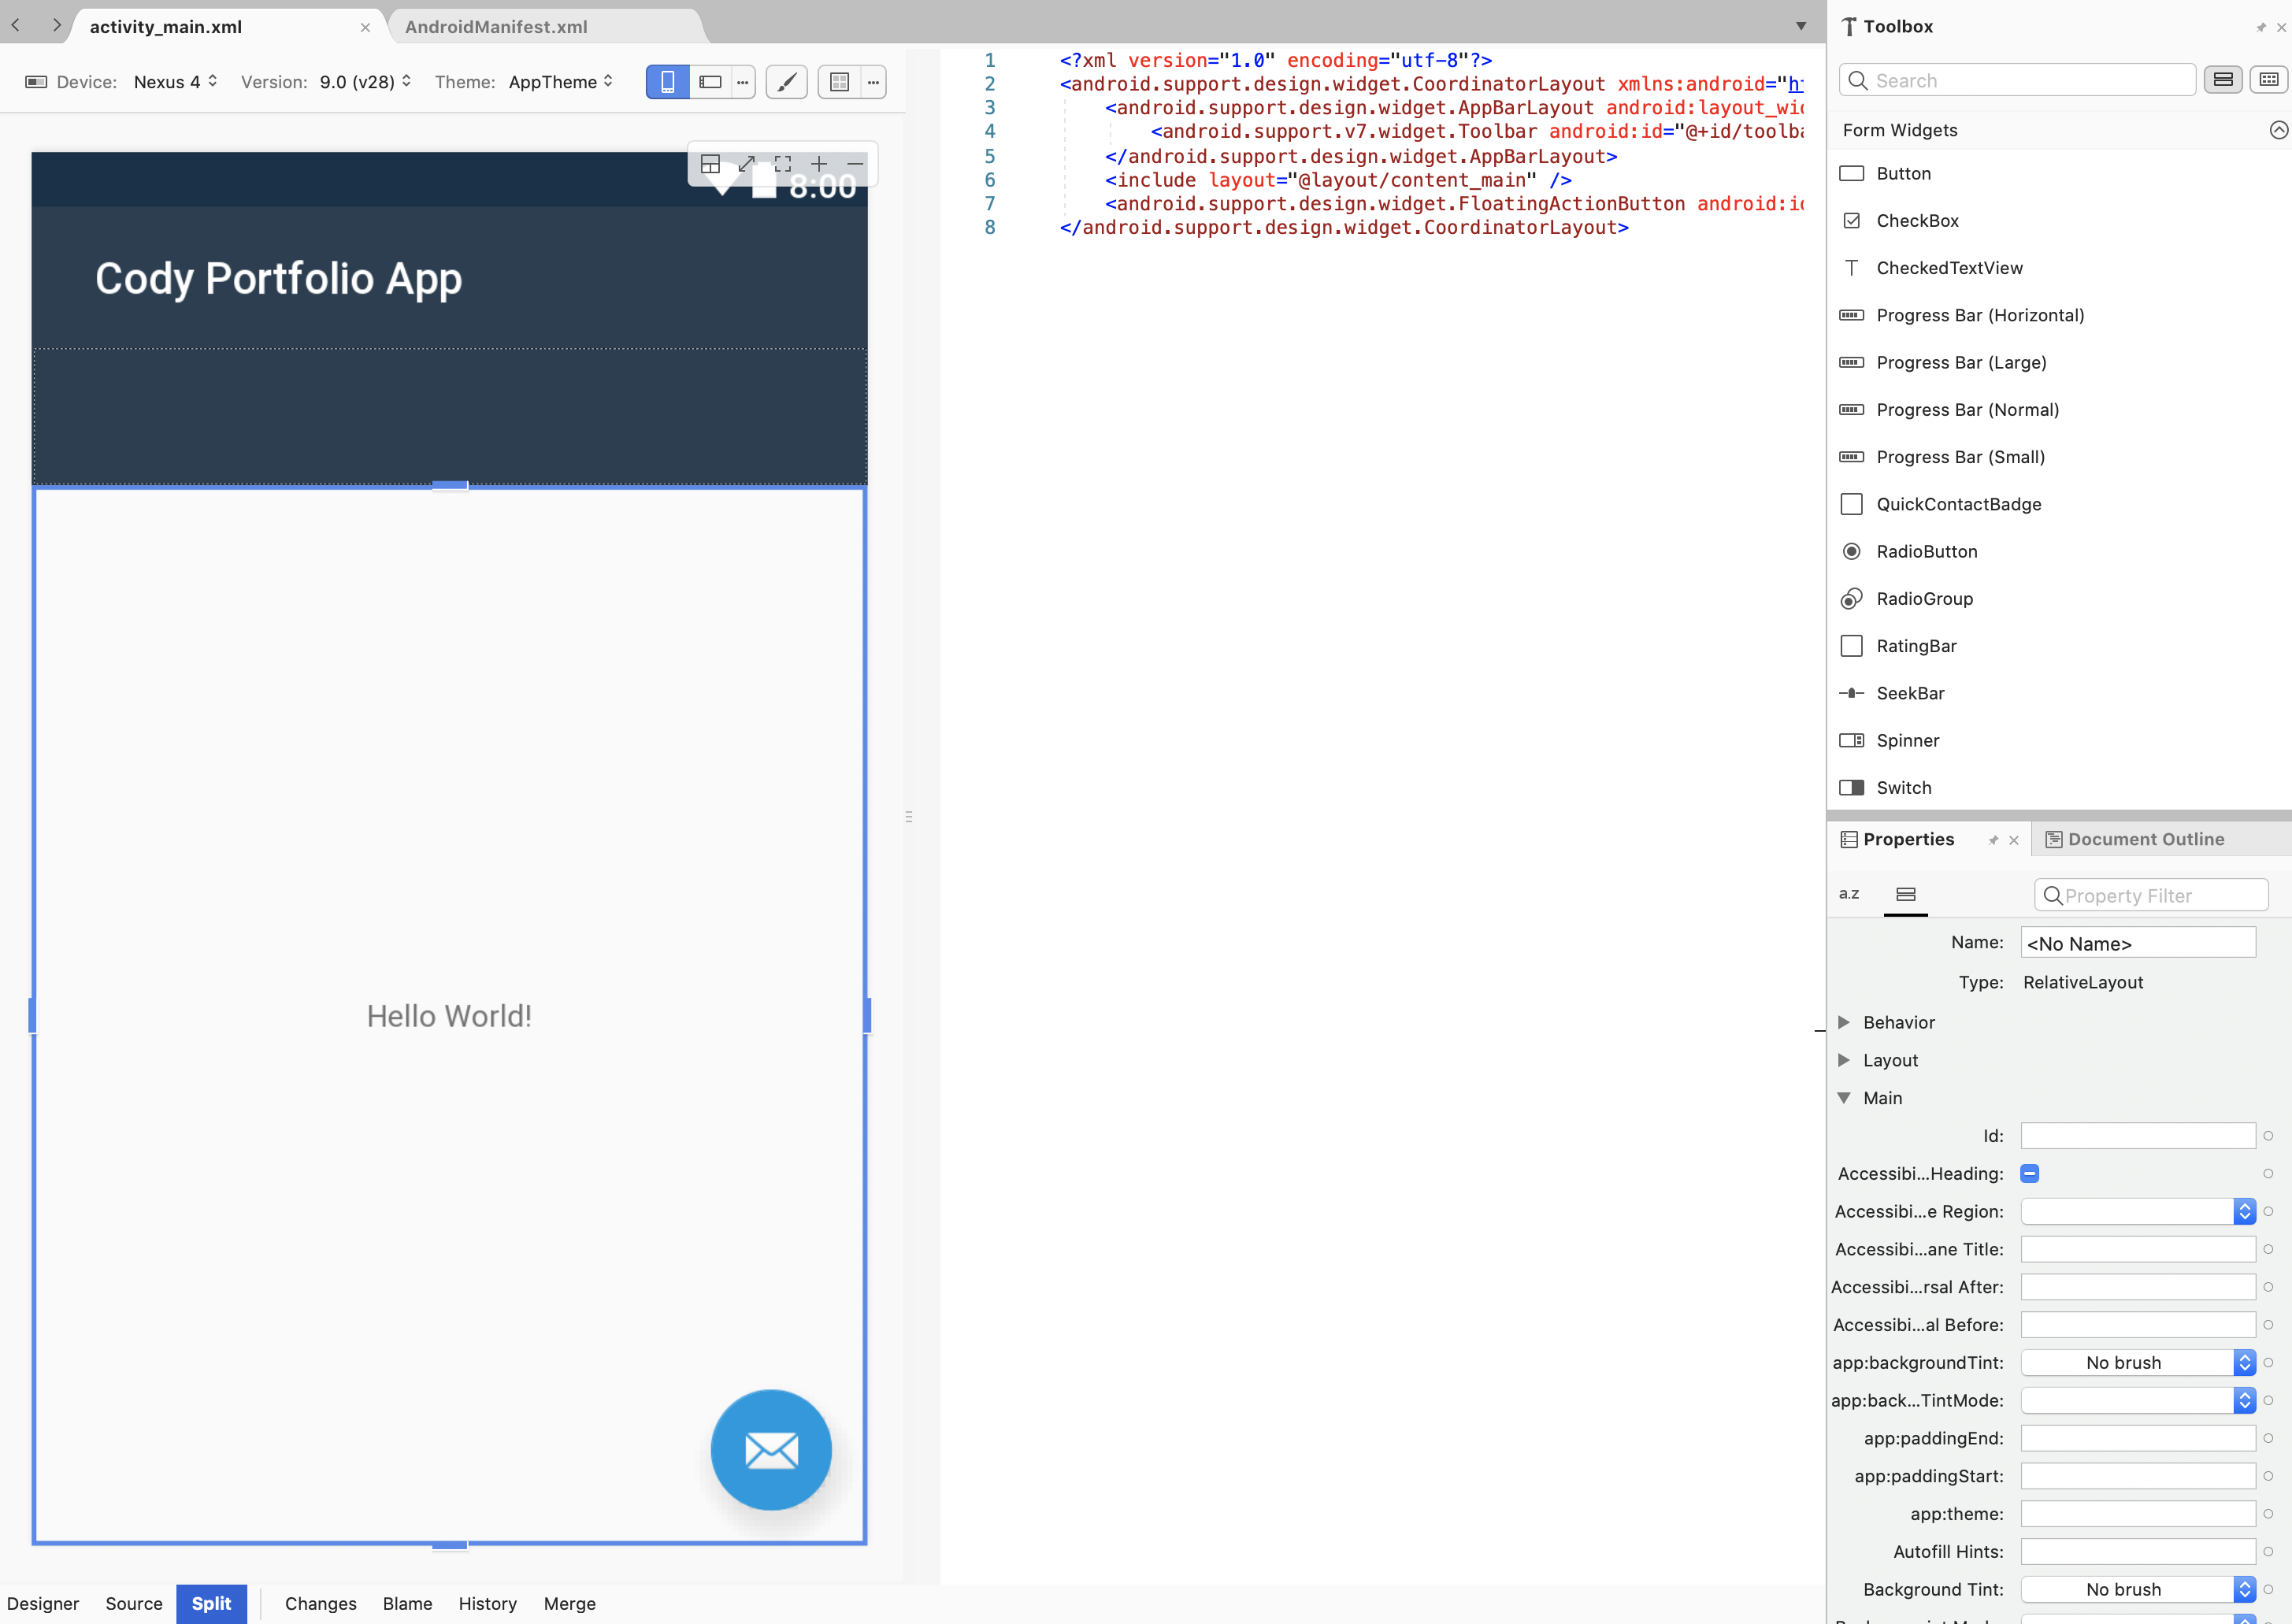 activity_main.xml
AndroidManifest.xml
Device: Nexus 4 Version: 9.0 (v28) Theme: AppTheme
8:00
Cody Portfolio App
Hello World!
1 <?xml version="1.0" encoding="utf-8"?>
2 <android.support.design.widget.CoordinatorLayout xmlns:android="ht
3 <android.support.design.widget.AppBarLayout android:layout_wid
4 <android.support.v7.widget.Toolbar android:id="@+id/toolba
5 </android.support.design.widget.AppBarLayout>
6 <include layout="@layout/content_main" />
7 <android.support.design.widget.FloatingActionButton android:id
8 </android.support.design.widget.CoordinatorLayout>
Designer Source Split Changes Blame History Merge
Toolbox
Search
Form Widgets
Button
CheckBox
CheckedTextView
Progress Bar (Horizontal)
Progress Bar (Large)
Progress Bar (Normal)
Progress Bar (Small)
QuickContactBadge
RadioButton
RadioGroup
RatingBar
SeekBar
Spinner
Switch
Properties
Document Outline
a.z
Property Filter
Name: <No Name>
Type: RelativeLayout
Behavior
Layout
Main
Id:
Accessibi...Heading:
Accessibi...e Region:
Accessibi...ane Title:
Accessibi...rsal After:
Accessibi...al Before:
app:backgroundTint: No brush
app:back...TintMode:
app:paddingEnd:
app:paddingStart:
app:theme:
Autofill Hints:
Background Tint: No brush